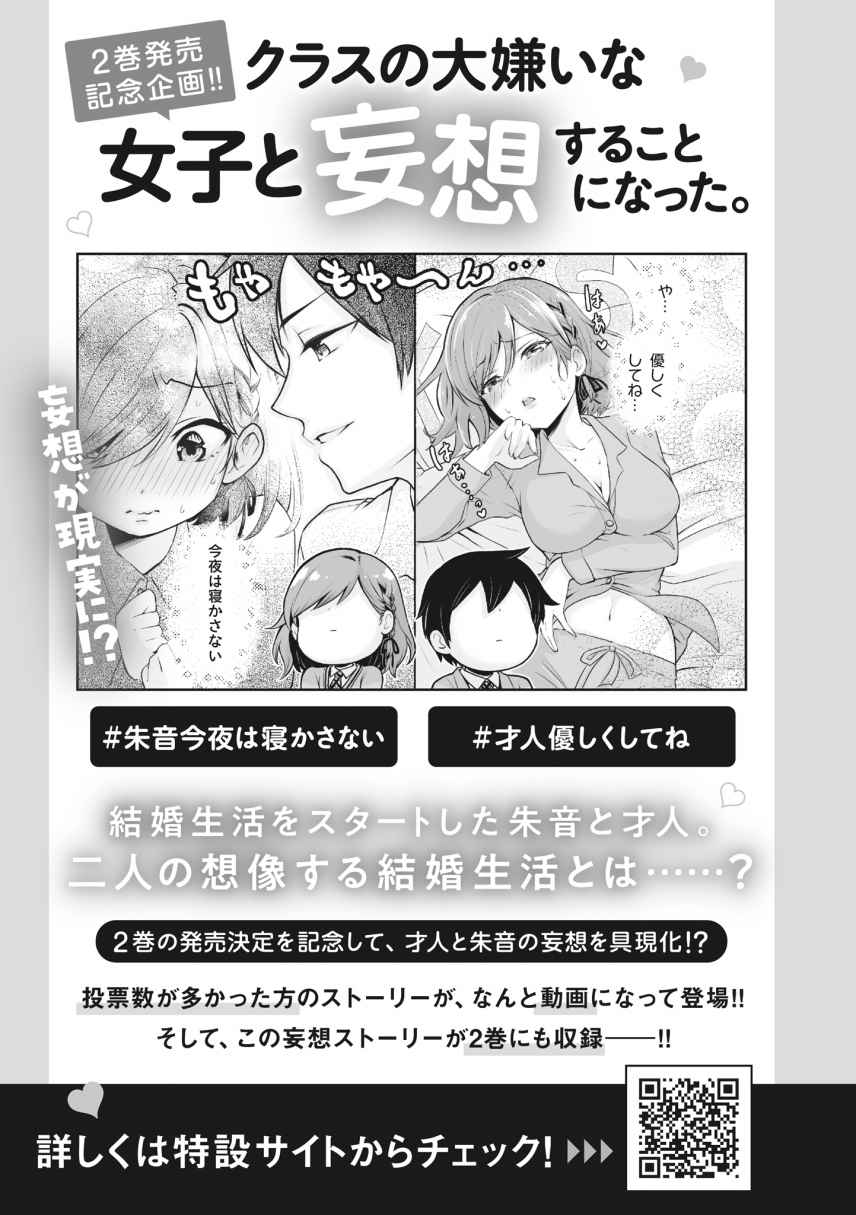 2巻発売
記念企画!!
クラスの大嫌いな
女子と妄想すること
になった。
もや もや〜〜ん…
や…
優しく
してね…
はぁ♡
はぁ……♡
今夜は寝かさない
妄想が現実に!?
#朱音今夜は寝かさない
#才人優しくしてね
結婚生活をスタートした朱音と才人。
二人の想像する結婚生活とは……?
2巻の発売決定を記念して、才人と朱音の妄想を具現化!?
投票数が多かった方のストーリーが、なんと動画になって登場!!
そして、この妄想ストーリーが2巻にも収録――!!
詳しくは特設サイトからチェック!